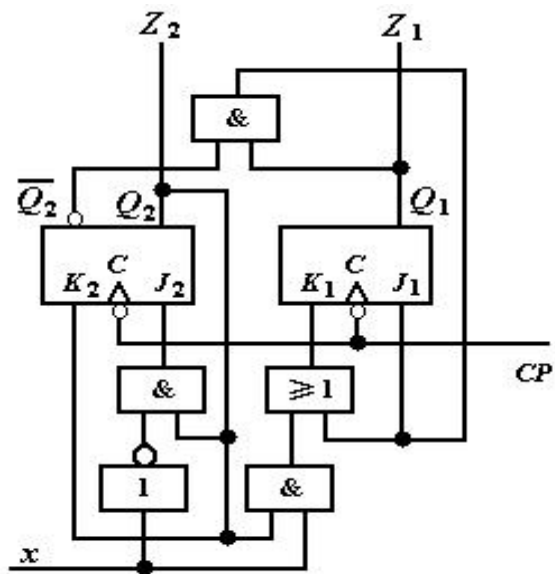 Z₂ Z₁
&
Q̅₂ Q₂ Q₁
C C
K₂ J₂ K₁ J₁
CP
& ⩾1
1 &
x